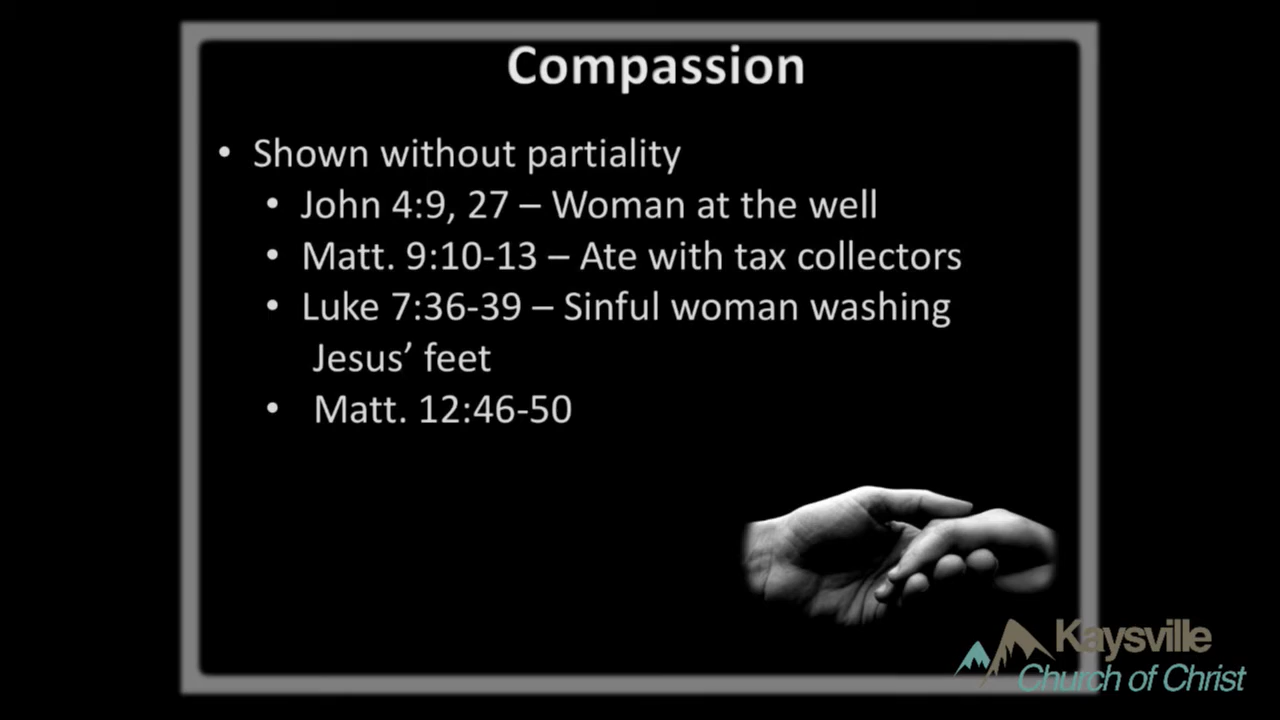 Compassion
• Shown without partiality
• John 4:9, 27 – Woman at the well
• Matt. 9:10-13 – Ate with tax collectors
• Luke 7:36-39 – Sinful woman washing
Jesus’ feet
• Matt. 12:46-50
Kaysville
Church of Christ